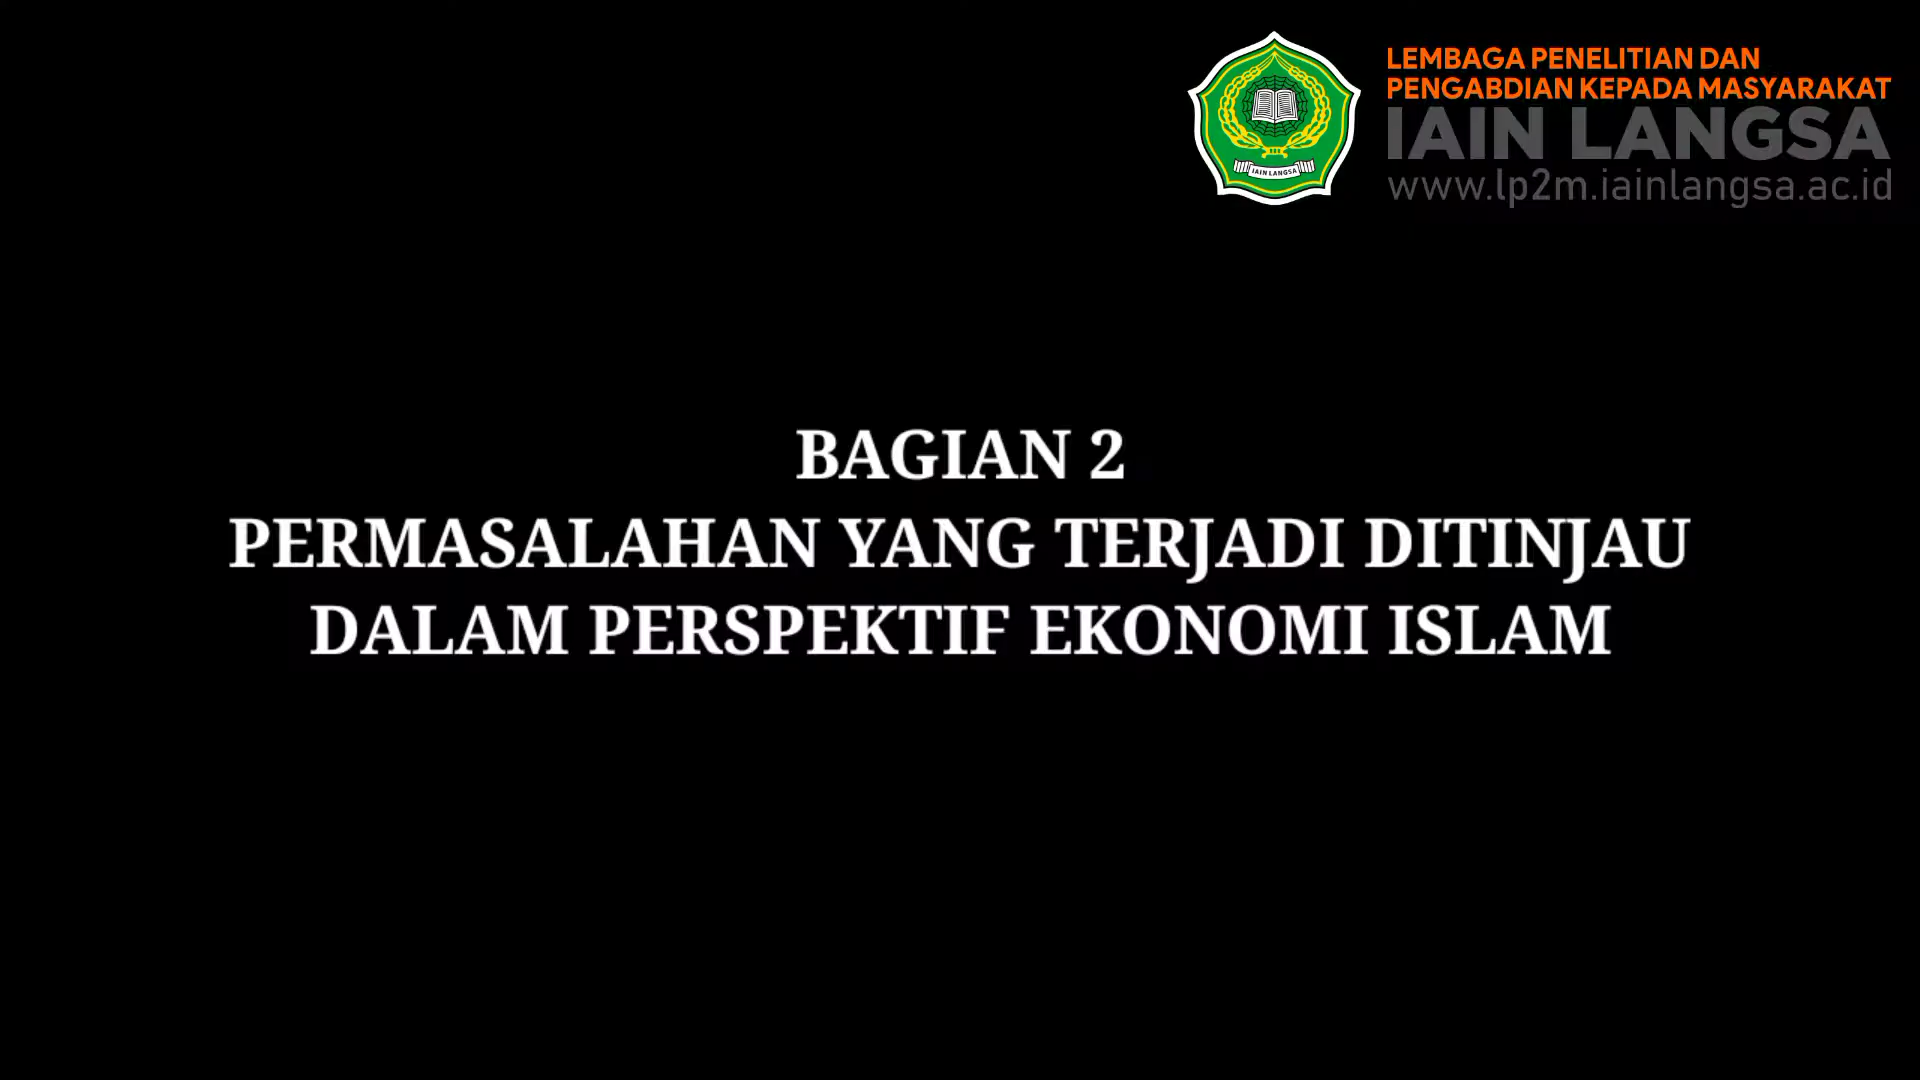 LEMBAGA PENELITIAN DAN
PENGABDIAN KEPADA MASYARAKAT
IAIN LANGSA
www.lp2m.iainlangsa.ac.id
IAIN LANGSA
BAGIAN 2
PERMASALAHAN YANG TERJADI DITINJAU
DALAM PERSPEKTIF EKONOMI ISLAM